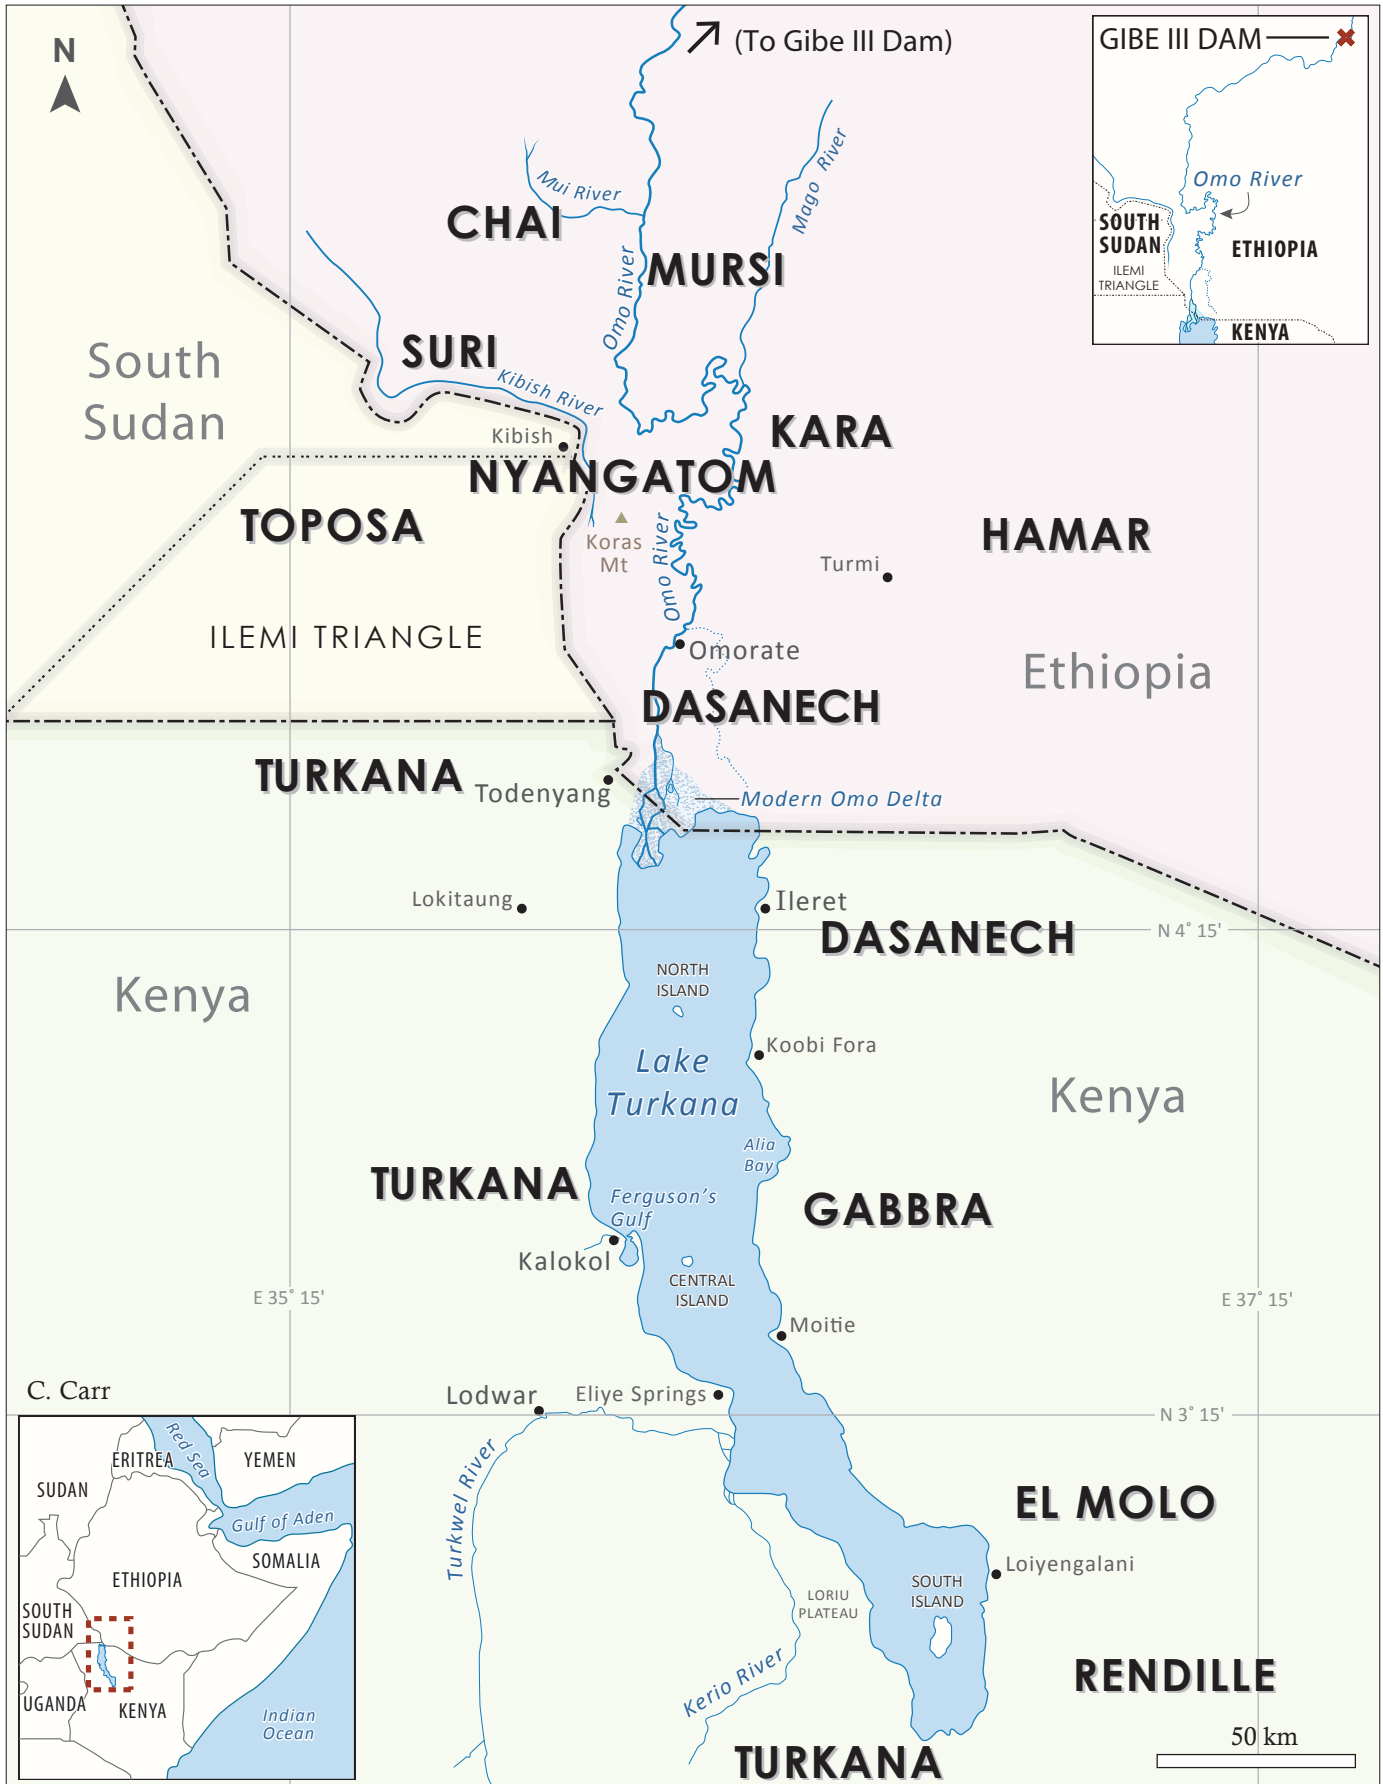 N
(To Gibe III Dam)
GIBE III DAM
Omo River
SOUTH
SUDAN
ETHIOPIA
ILEMI
TRIANGLE
KENYA
Mui River
Mago River
CHAI
MURSI
Omo River
SURI
Kibish River
South
Sudan
KARA
Kibish
NYANGATOM
TOPOSA
Koras
Mt
Omo River
HAMAR
Turmi
ILEMI TRIANGLE
Omorate
Ethiopia
DASANECH
TURKANA
Todenyang
Modern Omo Delta
Lokitaung
Ileret
DASANECH
N 4° 15'
NORTH
ISLAND
Kenya
Koobi Fora
Lake
Turkana
Kenya
Alia
Bay
TURKANA
Ferguson's
Gulf
GABBRA
Kalokol
CENTRAL
ISLAND
E 35° 15'
E 37° 15'
Moitie
C. Carr
Lodwar
Eliye Springs
N 3° 15'
Turkwel River
EL MOLO
Loiyengalani
SOUTH
ISLAND
LORIU
PLATEAU
Kerio River
RENDILLE
TURKANA
50 km
Red Sea
ERITREA
YEMEN
SUDAN
Gulf of Aden
SOMALIA
ETHIOPIA
SOUTH
SUDAN
UGANDA
KENYA
Indian
Ocean